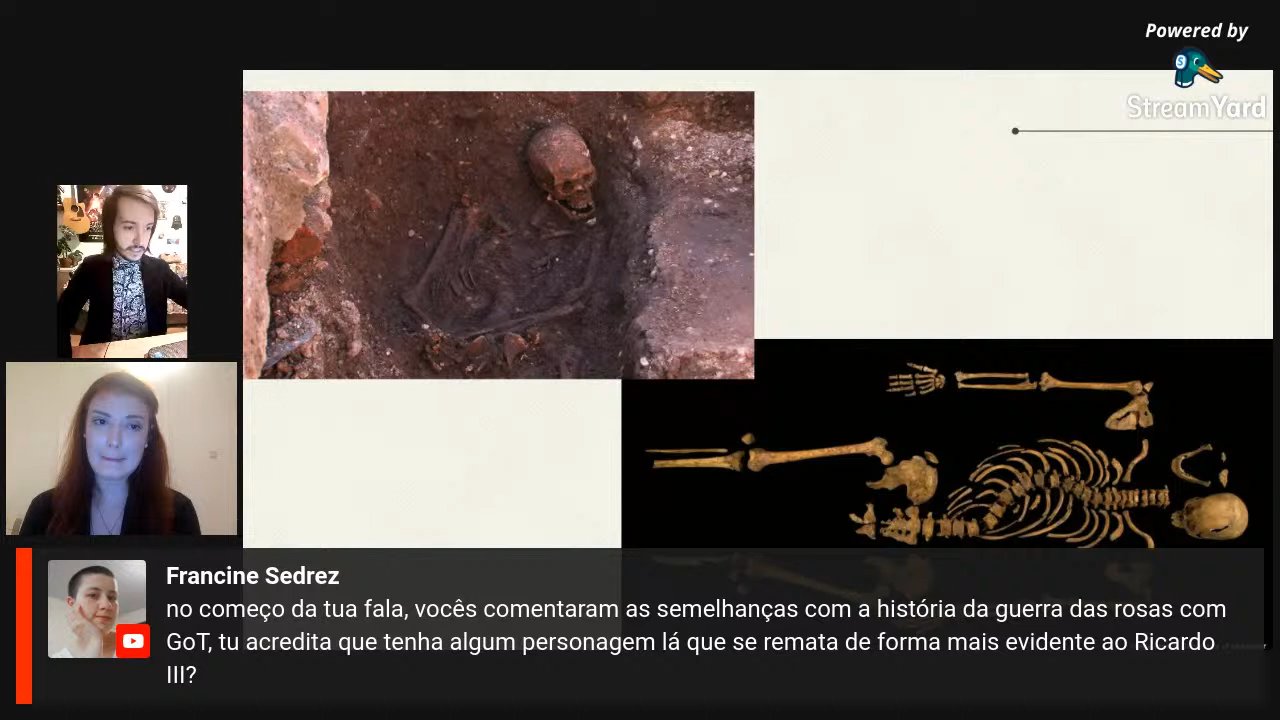 Powered by
StreamYard
Francine Sedrez
no começo da tua fala, vocês comentaram as semelhanças com a história da guerra das rosas com
GoT, tu acredita que tenha algum personagem lá que se remata de forma mais evidente ao Ricardo
III?